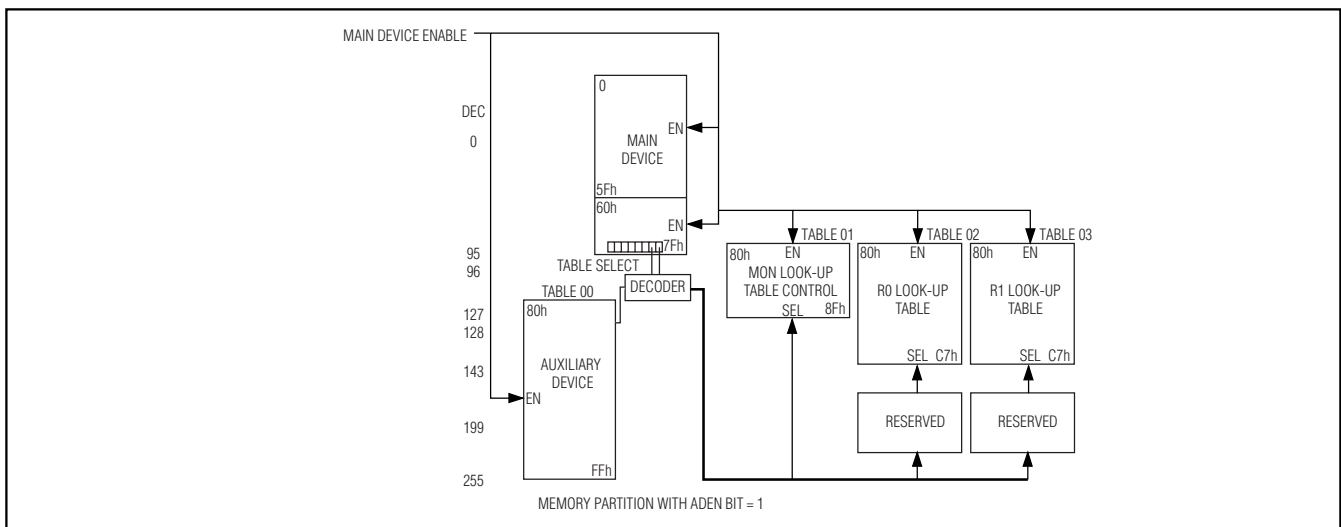 MAIN DEVICE ENABLE
DEC
0
95
96
127
128
143
199
255
0
EN
MAIN
DEVICE
5Fh
60h
EN
7Fh
TABLE SELECT
DECODER
TABLE 00
80h
AUXILIARY
DEVICE
EN
FFh
TABLE 01
80h
EN
MON LOOK-UP
TABLE CONTROL
SEL
8Fh
TABLE 02
80h
EN
R0 LOOK-UP
TABLE
SEL C7h
RESERVED
TABLE 03
80h
EN
R1 LOOK-UP
TABLE
SEL C7h
RESERVED
MEMORY PARTITION WITH ADEN BIT = 1